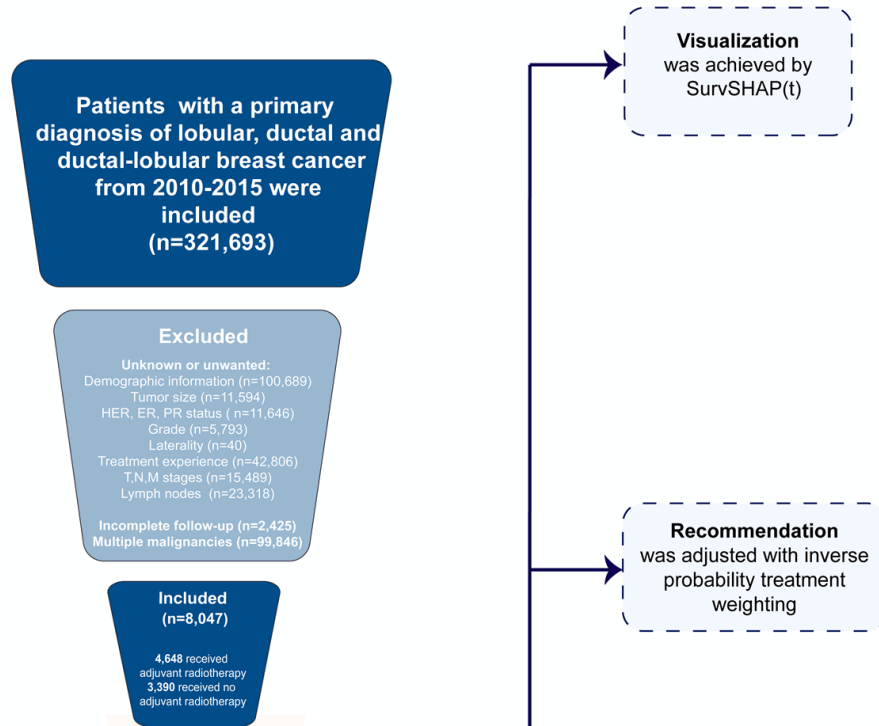 Patients with a primary
diagnosis of lobular, ductal and
ductal-lobular breast cancer
from 2010-2015 were
included
(n=321,693)
Excluded
Unknown or unwanted:
Demographic information (n=100,689)
Tumor size (n=11,594)
HER, ER, PR status ( n=11,646)
Grade (n=5,793)
Laterality (n=40)
Treatment experience (n=42,806)
T,N,M stages (n=15,489)
Lymph nodes (n=23,318)
Incomplete follow-up (n=2,425)
Multiple malignancies (n=99,846)
Included
(n=8,047)
4,648 received
adjuvant radiotherapy
3,390 received no
adjuvant radiotherapy
Visualization
was achieved by
SurvSHAP(t)
Recommendation
was adjusted with inverse
probability treatment
weighting